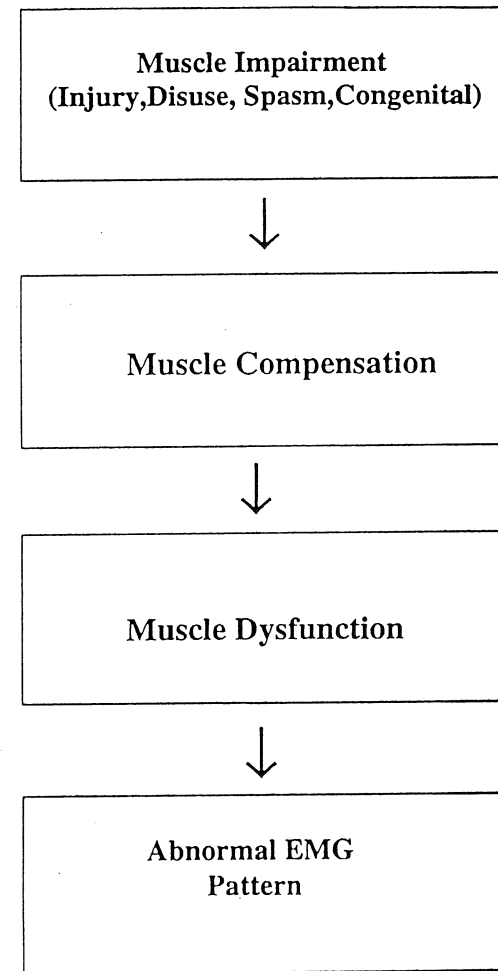 Muscle Impairment
(Injury,Disuse, Spasm,Congenital)
Muscle Compensation
Muscle Dysfunction
Abnormal EMG
Pattern